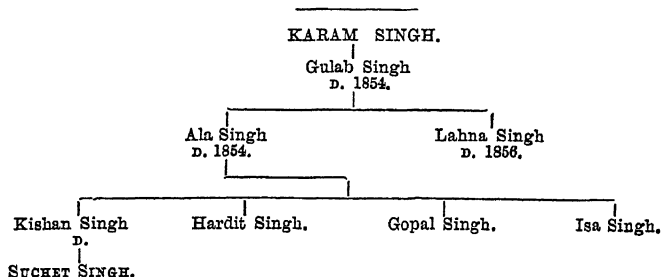 KARAM SINGH.
Gulab Singh
D. 1854.
Ala Singh Lahna Singh
D. 1854. D. 1856.
Kishan Singh Hardit Singh. Gopal Singh. Isa Singh.
D.
SUCHET SINGH.